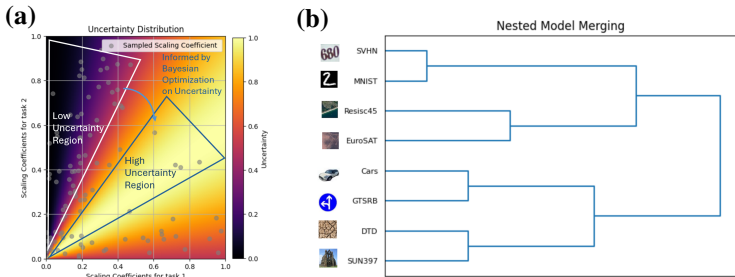 (a)
Uncertainty Distribution
Sampled Scaling Coefficient
Informed by
Bayesian
Optimization
on Uncertainty
Low
Uncertainty
Region
High
Uncertainty
Region
Scaling Coefficients for task 2
1.0
0.8
0.6
0.4
0.2
0.0
0.0 0.2 0.4 0.6 0.8 1.0
Scaling Coefficients for task 1
1.0
0.8
0.6
0.4
0.2
0.0
Uncertainty
(b)
Nested Model Merging
680
SVHN
2
MNIST
Resisc45
EuroSAT
Cars
GTSRB
DTD
SUN397